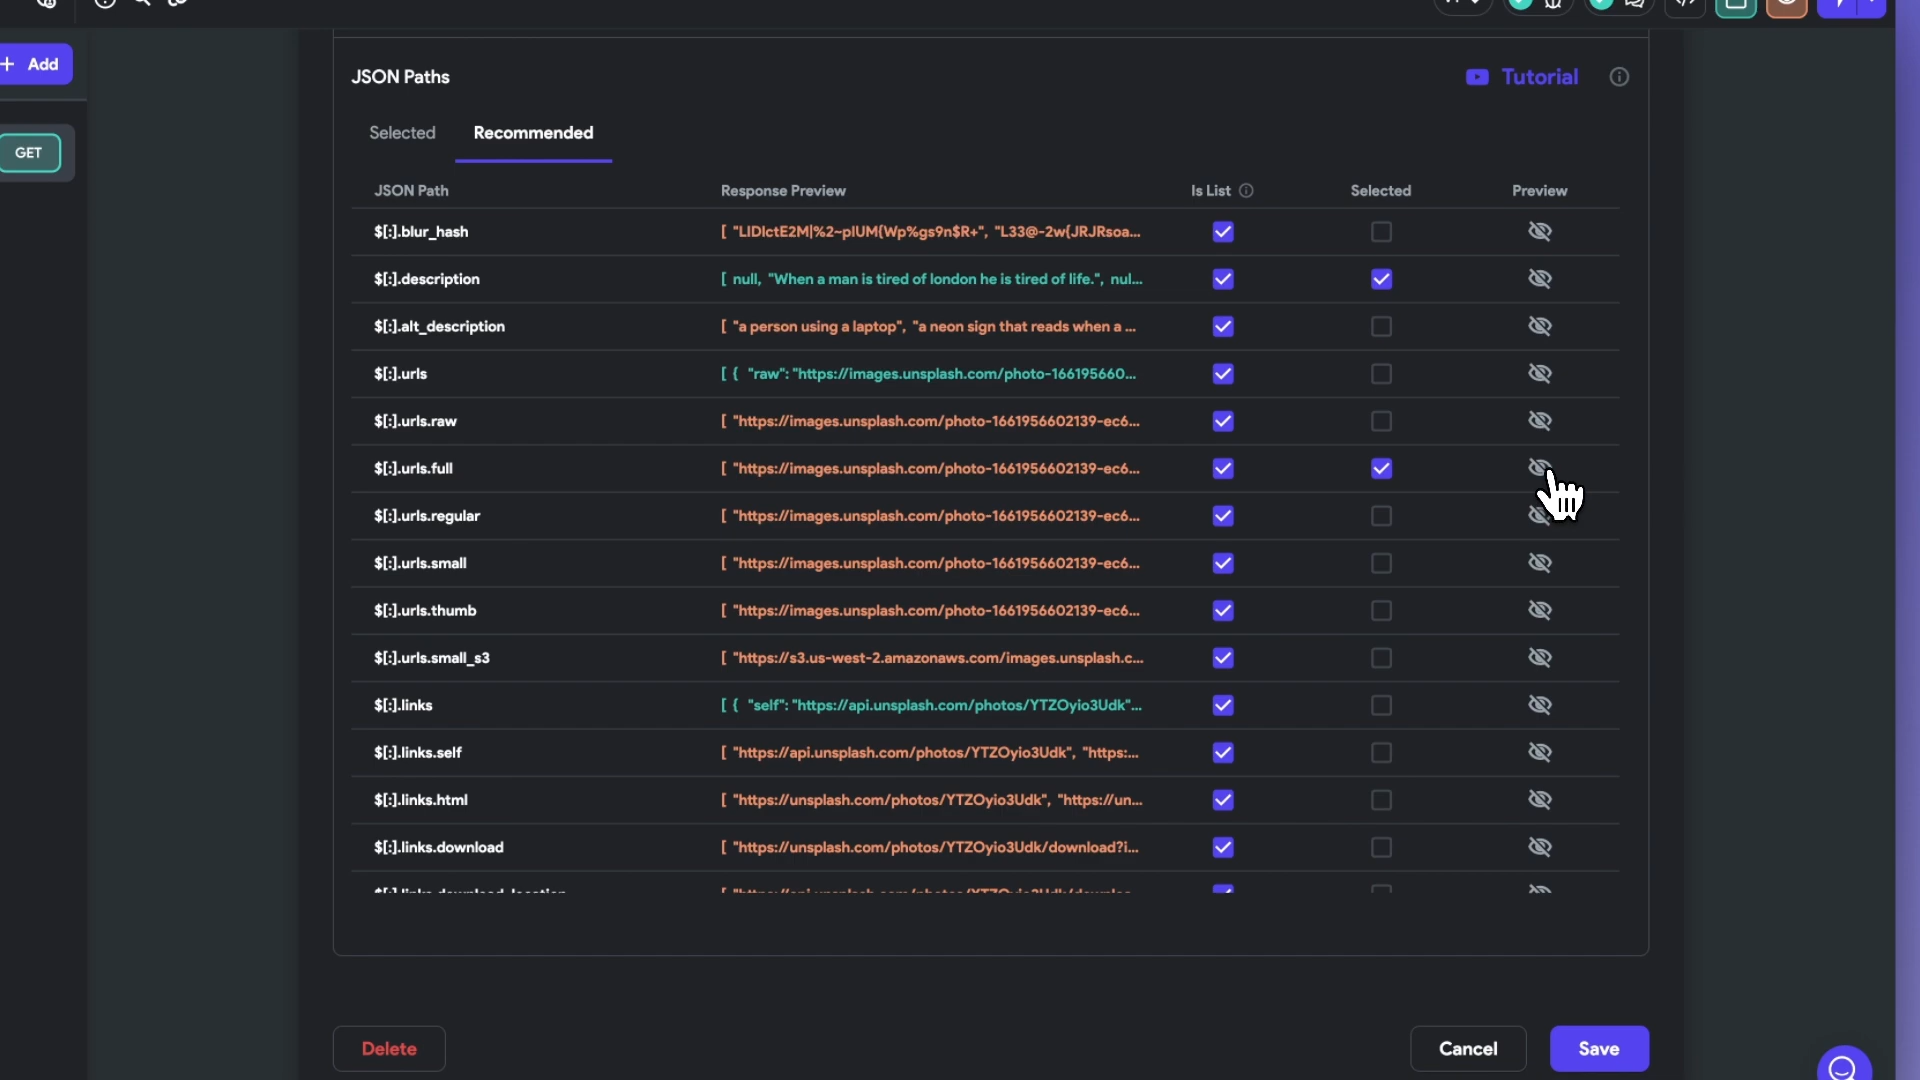 + Add
JSON Paths
Tutorial
GET
Selected
Recommended
JSON Path
Response Preview
Is List
Selected
Preview
$[:].blur_hash
[ "LIDIctE2M|%2~pIUM{Wp%gs9n$R+", "L33@-2w{JRJRsoa...
$[:].description
[ null, "When a man is tired of london he is tired of life.", nul...
$[:].alt_description
[ "a person using a laptop", "a neon sign that reads when a ...
$[:].urls
[ { "raw": "https://images.unsplash.com/photo-166195660...
$[:].urls.raw
[ "https://images.unsplash.com/photo-1661956602139-ec6...
$[:].urls.full
[ "https://images.unsplash.com/photo-1661956602139-ec6...
$[:].urls.regular
[ "https://images.unsplash.com/photo-1661956602139-ec6...
$[:].urls.small
[ "https://images.unsplash.com/photo-1661956602139-ec6...
$[:].urls.thumb
[ "https://images.unsplash.com/photo-1661956602139-ec6...
$[:].urls.small_s3
[ "https://s3.us-west-2.amazonaws.com/images.unsplash.c...
$[:].links
[ { "self": "https://api.unsplash.com/photos/YTZOyio3Udk"...
$[:].links.self
[ "https://api.unsplash.com/photos/YTZOyio3Udk", "https:...
$[:].links.html
[ "https://unsplash.com/photos/YTZOyio3Udk", "https://un...
$[:].links.download
[ "https://unsplash.com/photos/YTZOyio3Udk/download?i...
Delete
Cancel
Save